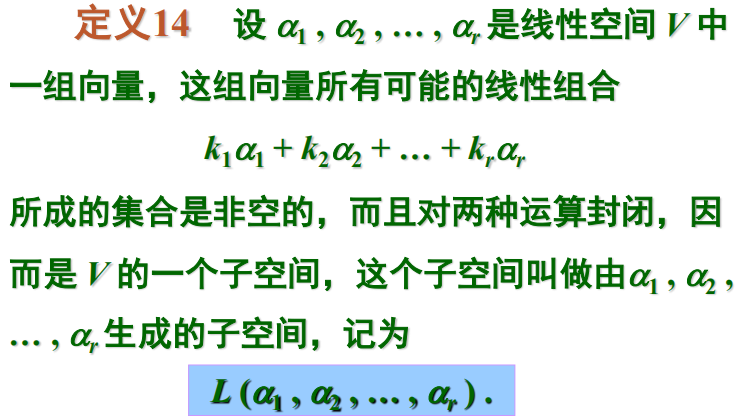 定义14 设 α₁ , α₂ , … , αᵣ 是线性空间 V 中
一组向量，这组向量所有可能的线性组合
k₁α₁ + k₂α₂ + … + kᵣαᵣ
所成的集合是非空的，而且对两种运算封闭，因
而是 V 的一个子空间，这个子空间叫做由α₁ , α₂ ,
… , αᵣ 生成的子空间，记为
L (α₁ , α₂ , … , αᵣ ) .